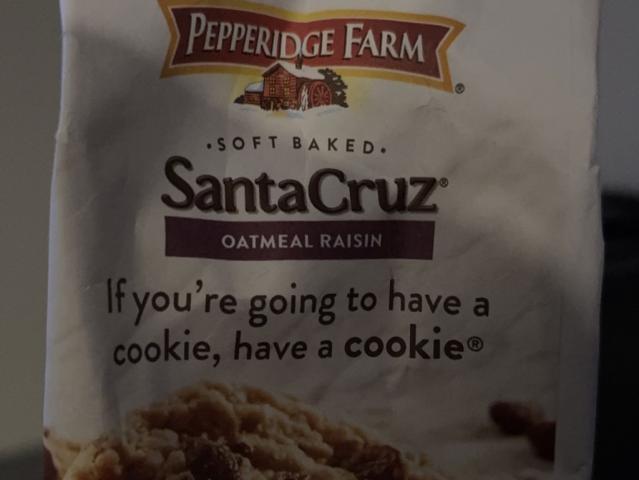 PEPPERIDGE FARM®
•SOFT BAKED•
SantaCruz®
OATMEAL RAISIN
If you're going to have a
cookie, have a cookie®